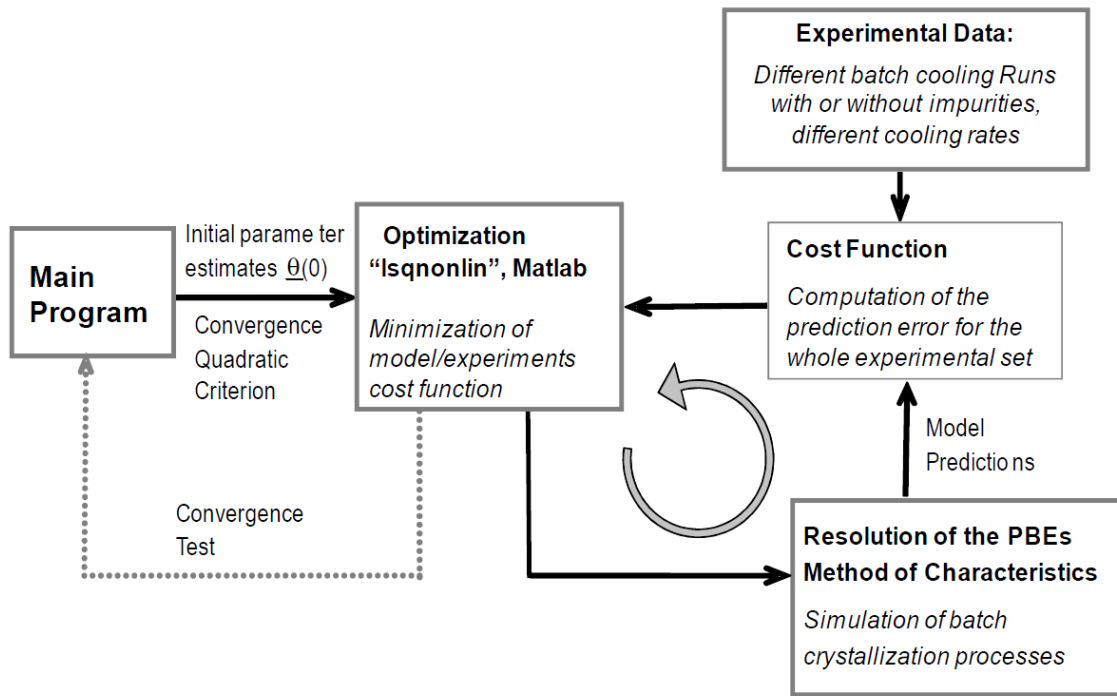 Experimental Data:
Different batch cooling Runs
with or without impurities,
different cooling rates
Main
Program
Initial parame ter
estimates θ(0)
Convergence
Quadratic
Criterion
Optimization
“lsqnonlin”, Matlab
Minimization of
model/experiments
cost function
Cost Function
Computation of the
prediction error for the
whole experimental set
Model
Predictions
Convergence
Test
Resolution of the PBEs
Method of Characteristics
Simulation of batch
crystallization processes